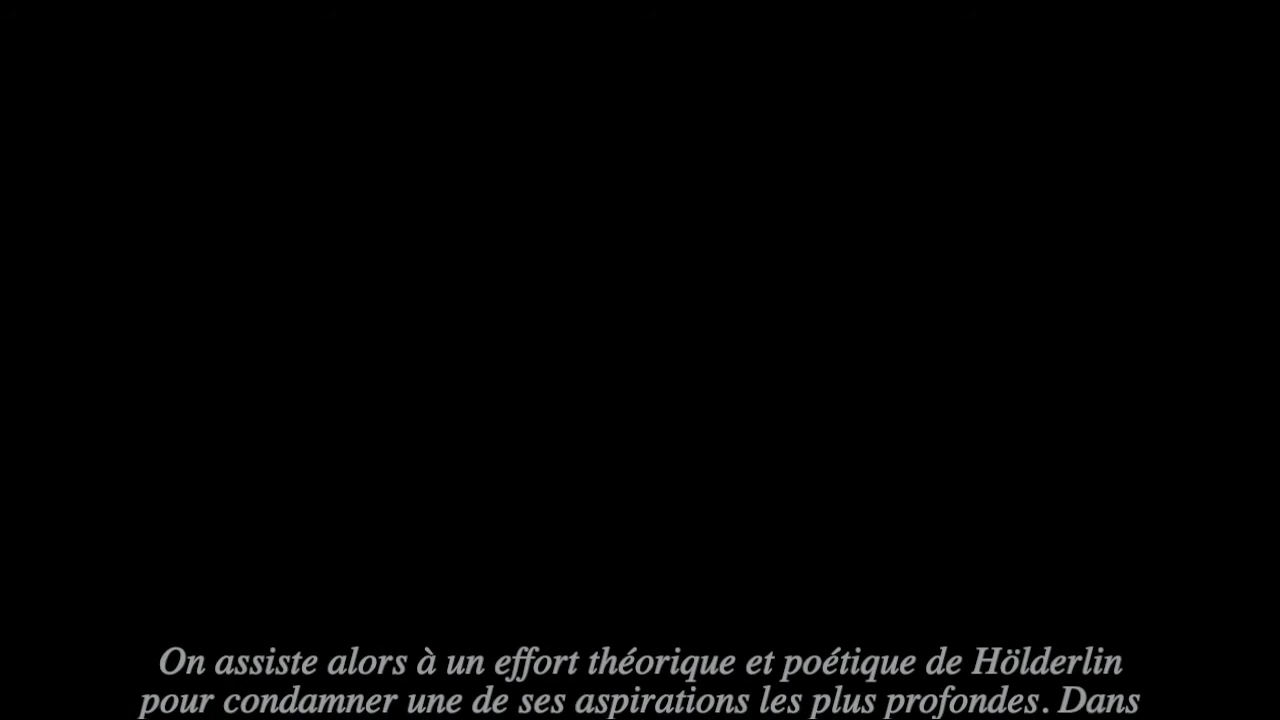 On assiste alors à un effort théorique et poétique de Hölderlin
pour condamner une de ses aspirations les plus profondes. Dans